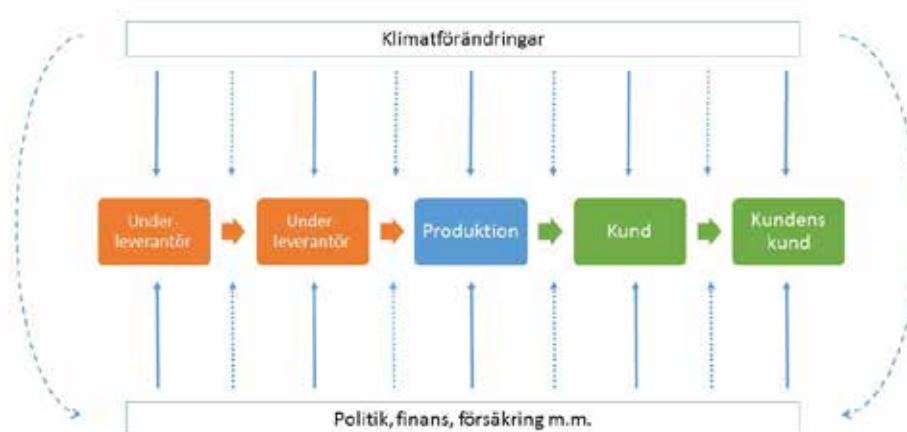 Klimatförändringar
Under
leverantör
Under
leverantör
Produktion
Kund
Kundens
kund
Politik, finans, försäkring m.m.